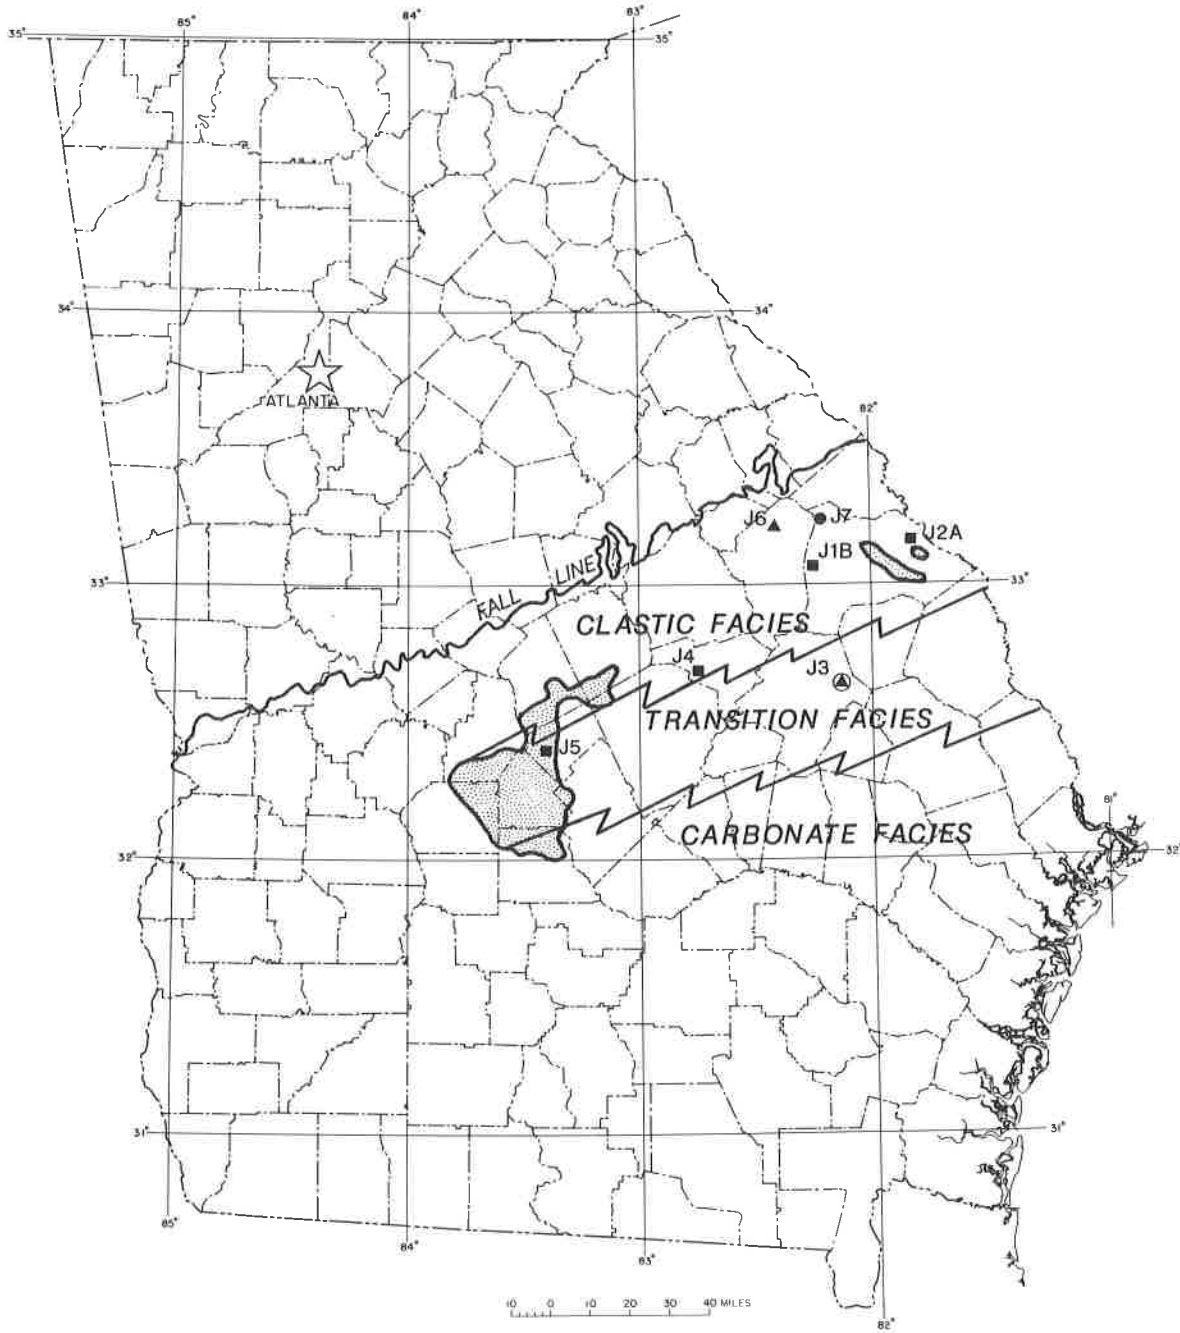 85°
84°
83°
35°
35°
34°
34°
ATLANTA
82°
J6
J7
J2A
J1B
33°
FALL LINE
33°
CLASTIC FACIES
J4
J3
TRANSITION FACIES
J5
81°
CARBONATE FACIES
32°
32°
31°
31°
85°
84°
83°
82°
10 0 10 20 30 40 MILES